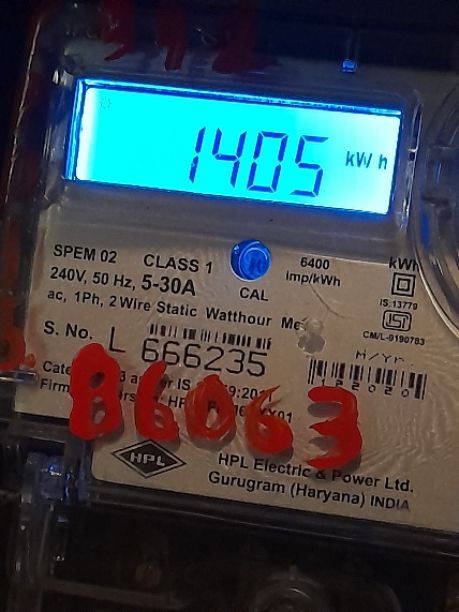 1405 kW h
SPEM 02 CLASS 1 6400 imp/kWh kWh
240V, 50 Hz, 5-30A CAL
IS:13779
ac, 1Ph, 2 Wire Static Watthour
CM/L-9190783
S. No. L 666235
M/Yr.
122020
86063
HPL
HPL Electric & Power Ltd.
Gurugram (Haryana) INDIA